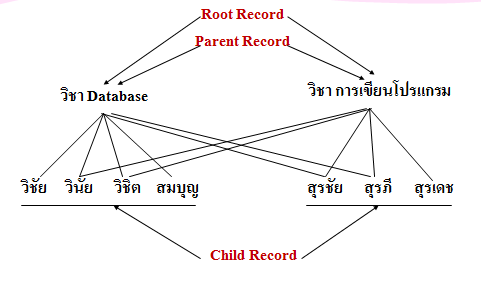 Root Record
Parent Record
วิชา Database
วิชา การเขียนโปรแกรม
วิชัย วินัย วิชิต สมบุญ
สุรชัย สุรภี สุรเดช
Child Record